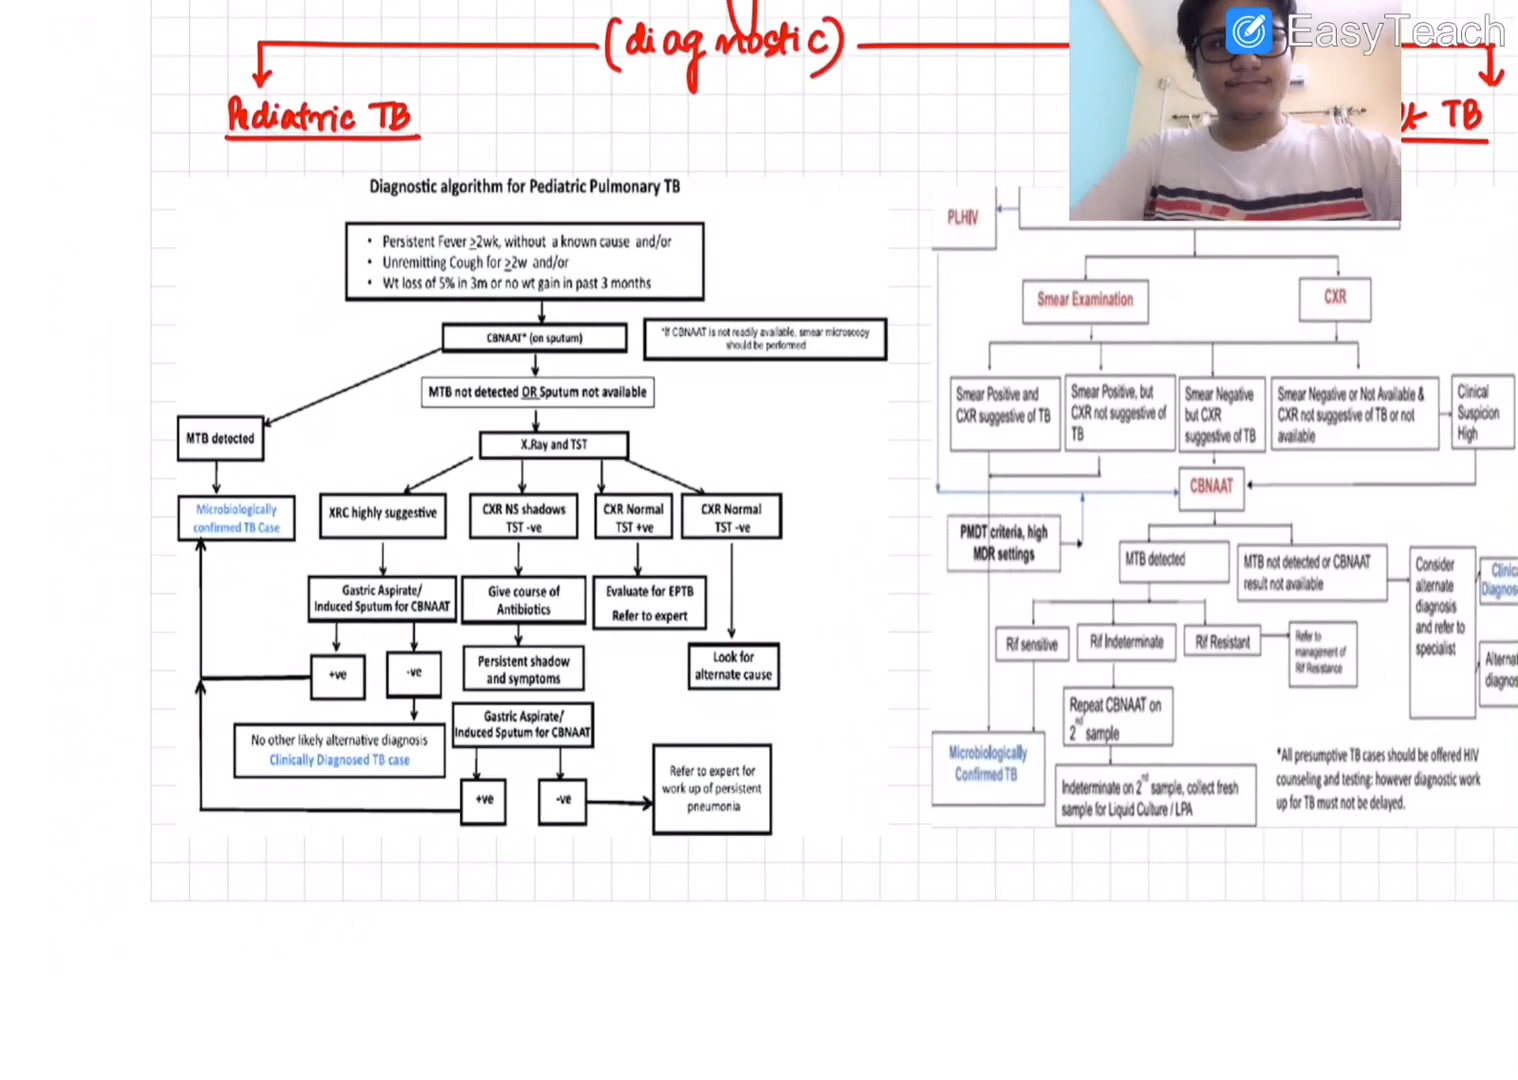 (diagnostic)
EasyTeach
Pediatric TB
TB
Diagnostic algorithm for Pediatric Pulmonary TB
• Persistent Fever ≥2wk, without a known cause and/or
• Unremitting Cough for ≥2w and/or
• Wt loss of 5% in 3m or no wt gain in past 3 months
CBNAAT* (on sputum)
*If CBNAAT is not readily available, smear microscopy
should be performed
MTB not detected OR Sputum not available
MTB detected
X.Ray and TST
Microbiologically
confirmed TB Case
XRC highly suggestive
CXR NS shadows
TST -ve
CXR Normal
TST +ve
CXR Normal
TST -ve
Gastric Aspirate/
Induced Sputum for CBNAAT
Give course of
Antibiotics
Evaluate for EPTB
Refer to expert
+ve
-ve
Persistent shadow
and symptoms
Look for
alternate cause
No other likely alternative diagnosis
Clinically Diagnosed TB case
Gastric Aspirate/
Induced Sputum for CBNAAT
+ve
-ve
Refer to expert for
work up of persistent
pneumonia
PLHIV
Smear Examination
CXR
Smear Positive and
CXR suggestive of TB
Smear Positive, but
CXR not suggestive of
TB
Smear Negative
but CXR
suggestive of TB
Smear Negative or Not Available &
CXR not suggestive of TB or not
available
Clinical
Suspicion
High
CBNAAT
PMDT criteria, high
MDR settings
MTB detected
MTB not detected or CBNAAT
result not available
Consider
alternate
diagnosis
and refer to
specialist
Clinic
Diagnos
Alternat
diagnos
Rif sensitive
Rif Indeterminate
Rif Resistant
Refer to
management of
Rif Resistance
Repeat CBNAAT on
2nd sample
Microbiologically
Confirmed TB
Indeterminate on 2nd sample, collect fresh
sample for Liquid Culture / LPA
*All presumptive TB cases should be offered HIV
counseling and testing; however diagnostic work
up for TB must not be delayed.